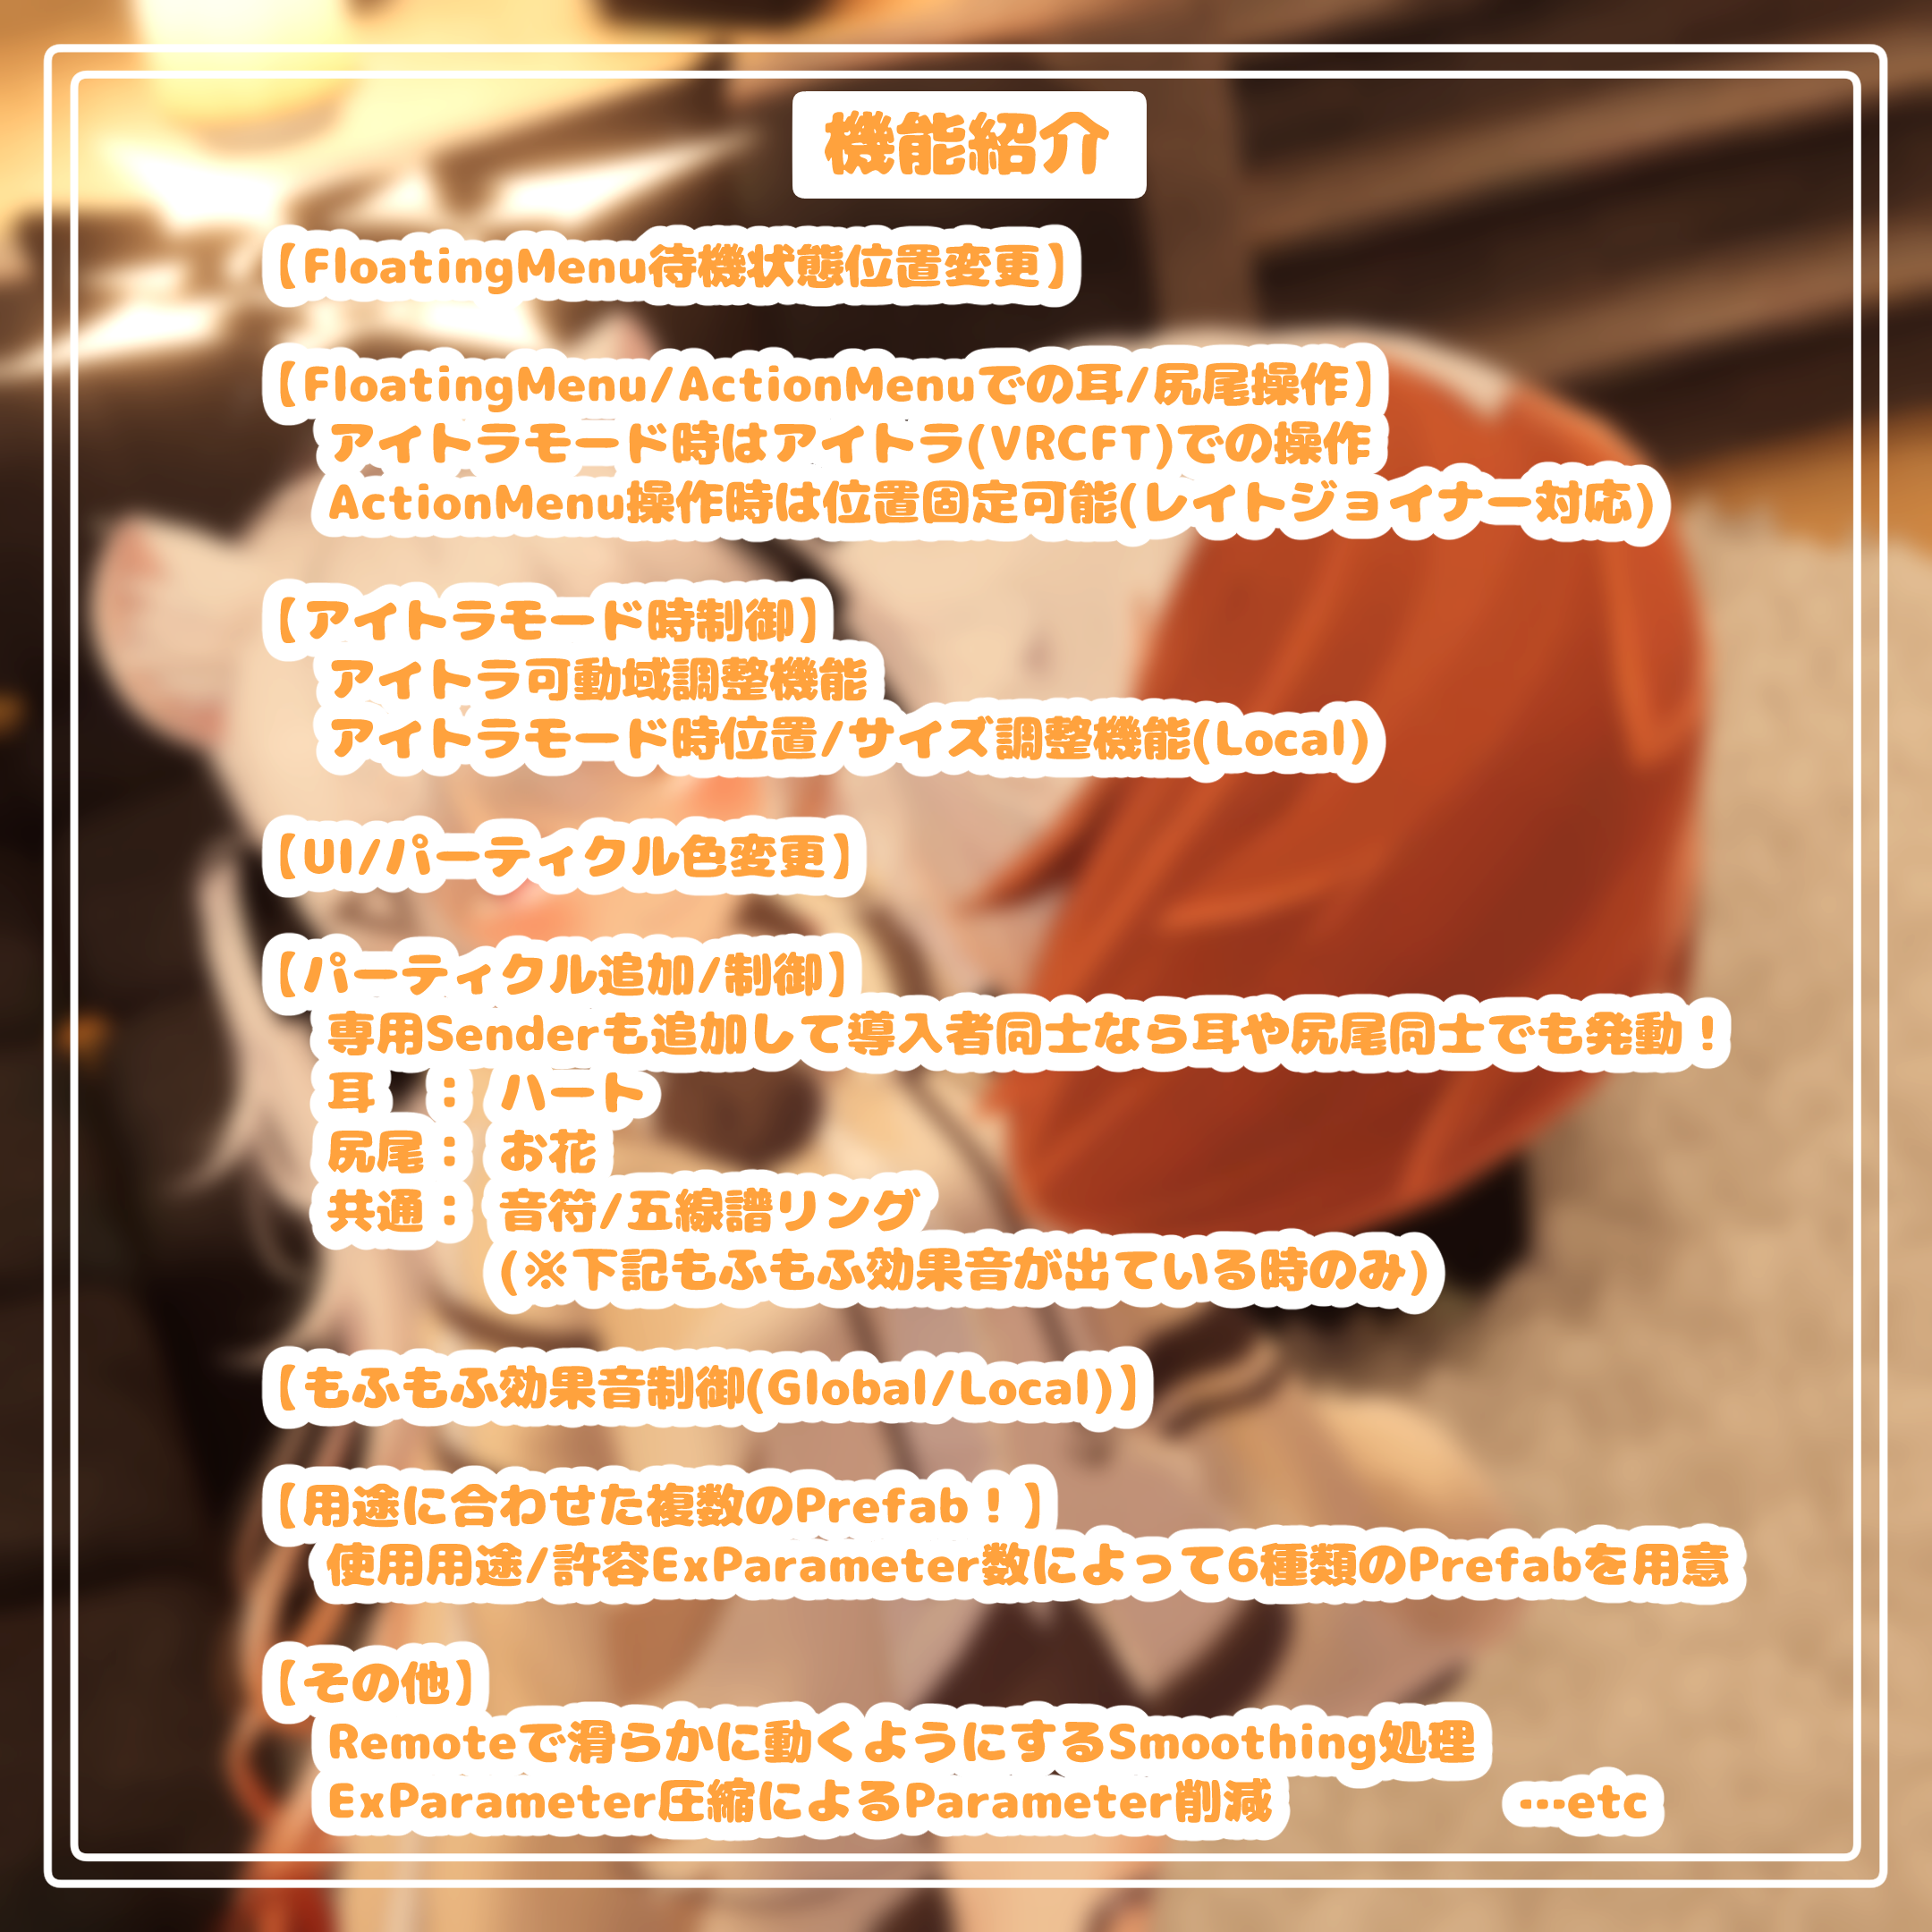 機能紹介
【FloatingMenu待機状態位置変更】
【FloatingMenu/ActionMenuでの耳/尻尾操作】
アイトラモード時はアイトラ(VRCFT)での操作
ActionMenu操作時は位置固定可能(レイトジョイナー対応)
【アイトラモード時制御】
アイトラ可動域調整機能
アイトラモード時位置/サイズ調整機能(Local)
【UI/パーティクル色変更】
【パーティクル追加/制御】
専用Senderも追加して導入者同士なら耳や尻尾同士でも発動！
耳　： ハート
尻尾： お花
共通： 音符/五線譜リング
(※下記もふもふ効果音が出ている時のみ)
【もふもふ効果音制御(Global/Local)】
【用途に合わせた複数のPrefab！】
使用用途/許容ExParameter数によって6種類のPrefabを用意
【その他】
Remoteで滑らかに動くようにするSmoothing処理
ExParameter圧縮によるParameter削減　　　　　…etc